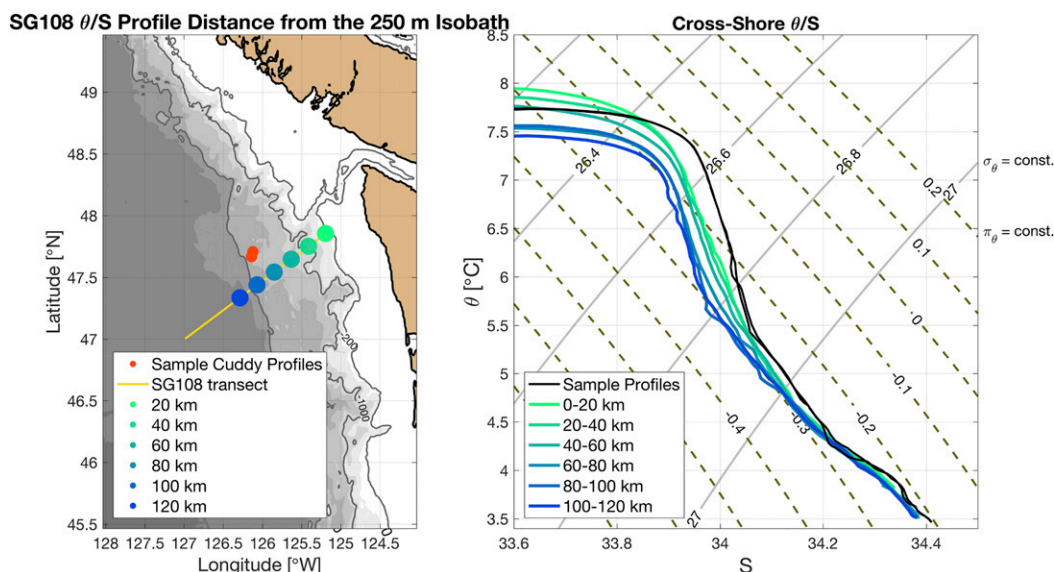 SG108 θ/S Profile Distance from the 250 m Isobath
49
48.5
48
47.5
47
46.5
46
45.5
Latitude [°N]
-200
-1000
Sample Cuddy Profiles
SG108 transect
20 km
40 km
60 km
80 km
100 km
120 km
128 127.5 127 126.5 126 125.5 125 124.5
Longitude [°W]
Cross-Shore θ/S
8.5
8
7.5
7
6.5
6
5.5
5
4.5
4
3.5
θ [°C]
26.4
26.6
26.8
27
27
0.2
0.1
0
-0.1
-0.2
-0.3
-0.4
σθ = const.
πθ = const.
Sample Profiles
0-20 km
20-40 km
40-60 km
60-80 km
80-100 km
100-120 km
33.6 33.8 34 34.2 34.4
S